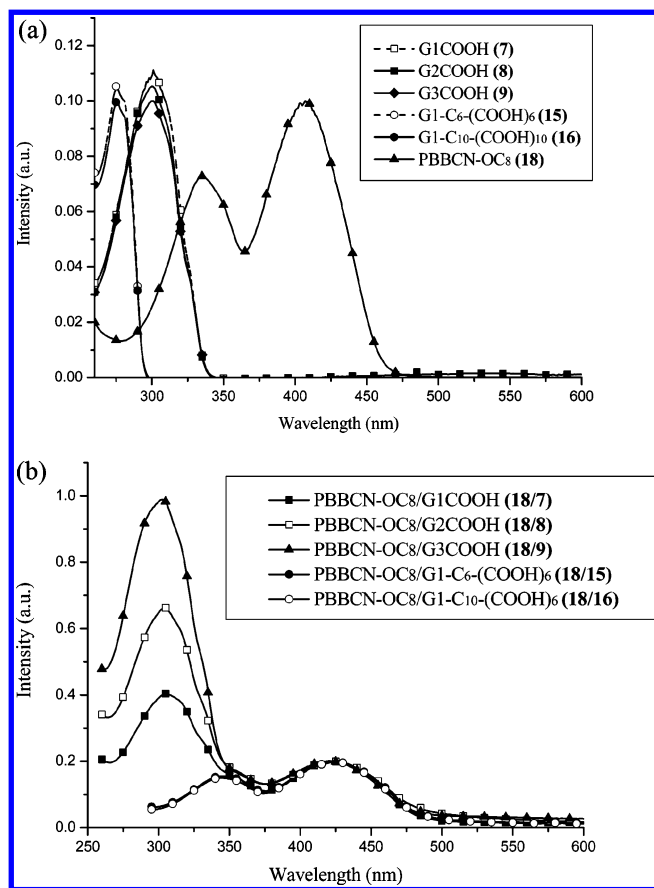 (a)
G1COOH (7)
G2COOH (8)
G3COOH (9)
G1-C6-(COOH)6 (15)
G1-C10-(COOH)10 (16)
PBBCN-OC8 (18)
Intensity (a.u.)
0.12
0.10
0.08
0.06
0.04
0.02
0.00
300 350 400 450 500 550 600
Wavelength (nm)
(b)
PBBCN-OC8/G1COOH (18/7)
PBBCN-OC8/G2COOH (18/8)
PBBCN-OC8/G3COOH (18/9)
PBBCN-OC8/G1-C6-(COOH)6 (18/15)
PBBCN-OC8/G1-C10-(COOH)6 (18/16)
Intensity (a.u.)
1.0
0.8
0.6
0.4
0.2
0.0
250 300 350 400 450 500 550 600
Wavelength (nm)